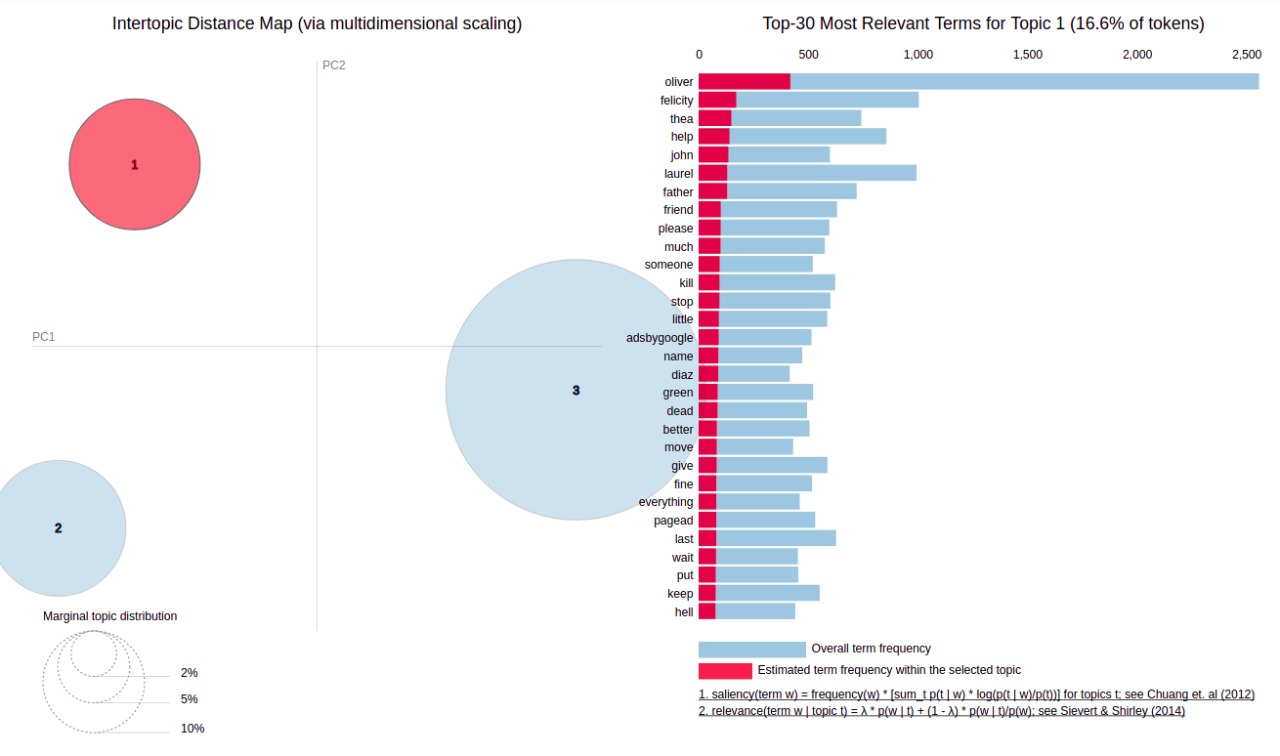 Intertopic Distance Map (via multidimensional scaling)
PC2
PC1
1
2
3
Marginal topic distribution
2%
5%
10%
Top-30 Most Relevant Terms for Topic 1 (16.6% of tokens)
0 500 1,000 1,500 2,000 2,500
oliver
felicity
thea
help
john
laurel
father
friend
please
much
someone
kill
stop
little
adsbygoogle
name
diaz
green
dead
better
move
give
fine
everything
pagead
last
wait
put
keep
hell
Overall term frequency
Estimated term frequency within the selected topic
1. saliency(term w) = frequency(w) * [sum_t p(t | w) * log(p(t | w)/p(t))] for topics t; see Chuang et. al (2012)
2. relevance(term w | topic t) = λ * p(w | t) + (1 - λ) * p(w | t)/p(w); see Sievert & Shirley (2014)